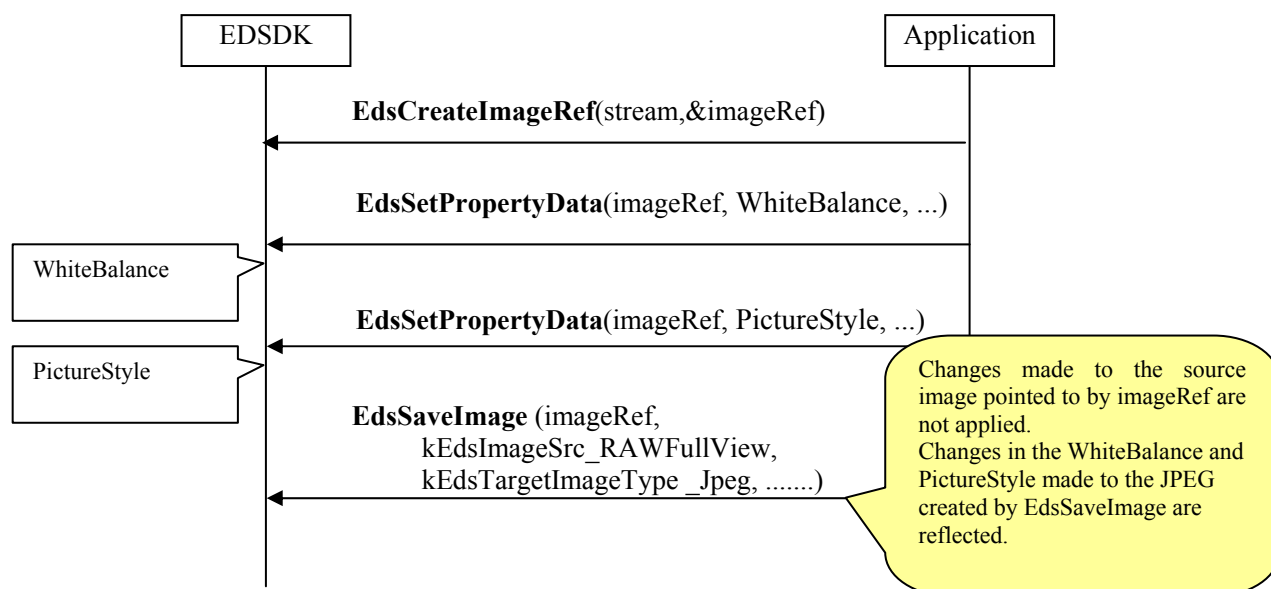 EDSDK
Application
EdsCreateImageRef(stream,&imageRef)
EdsSetPropertyData(imageRef, WhiteBalance, ...)
WhiteBalance
EdsSetPropertyData(imageRef, PictureStyle, ...)
PictureStyle
EdsSaveImage (imageRef,
kEdsImageSrc_RAWFullView,
kEdsTargetImageType _Jpeg, .......)
Changes made to the source
image pointed to by imageRef are
not applied.
Changes in the WhiteBalance and
PictureStyle made to the JPEG
created by EdsSaveImage are
reflected.